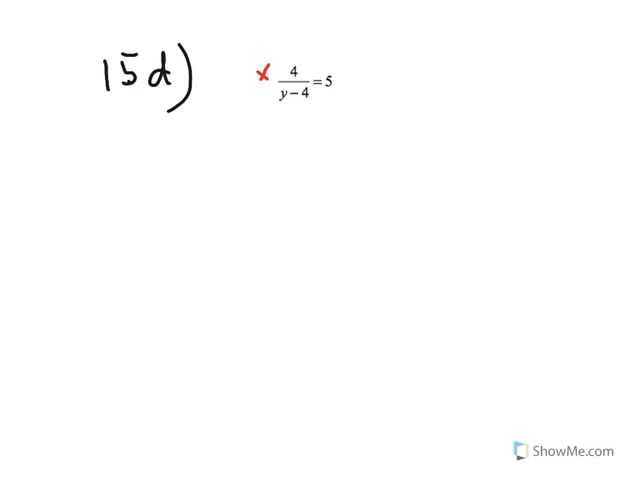 15d) × 4/(y − 4) = 5
ShowMe.com